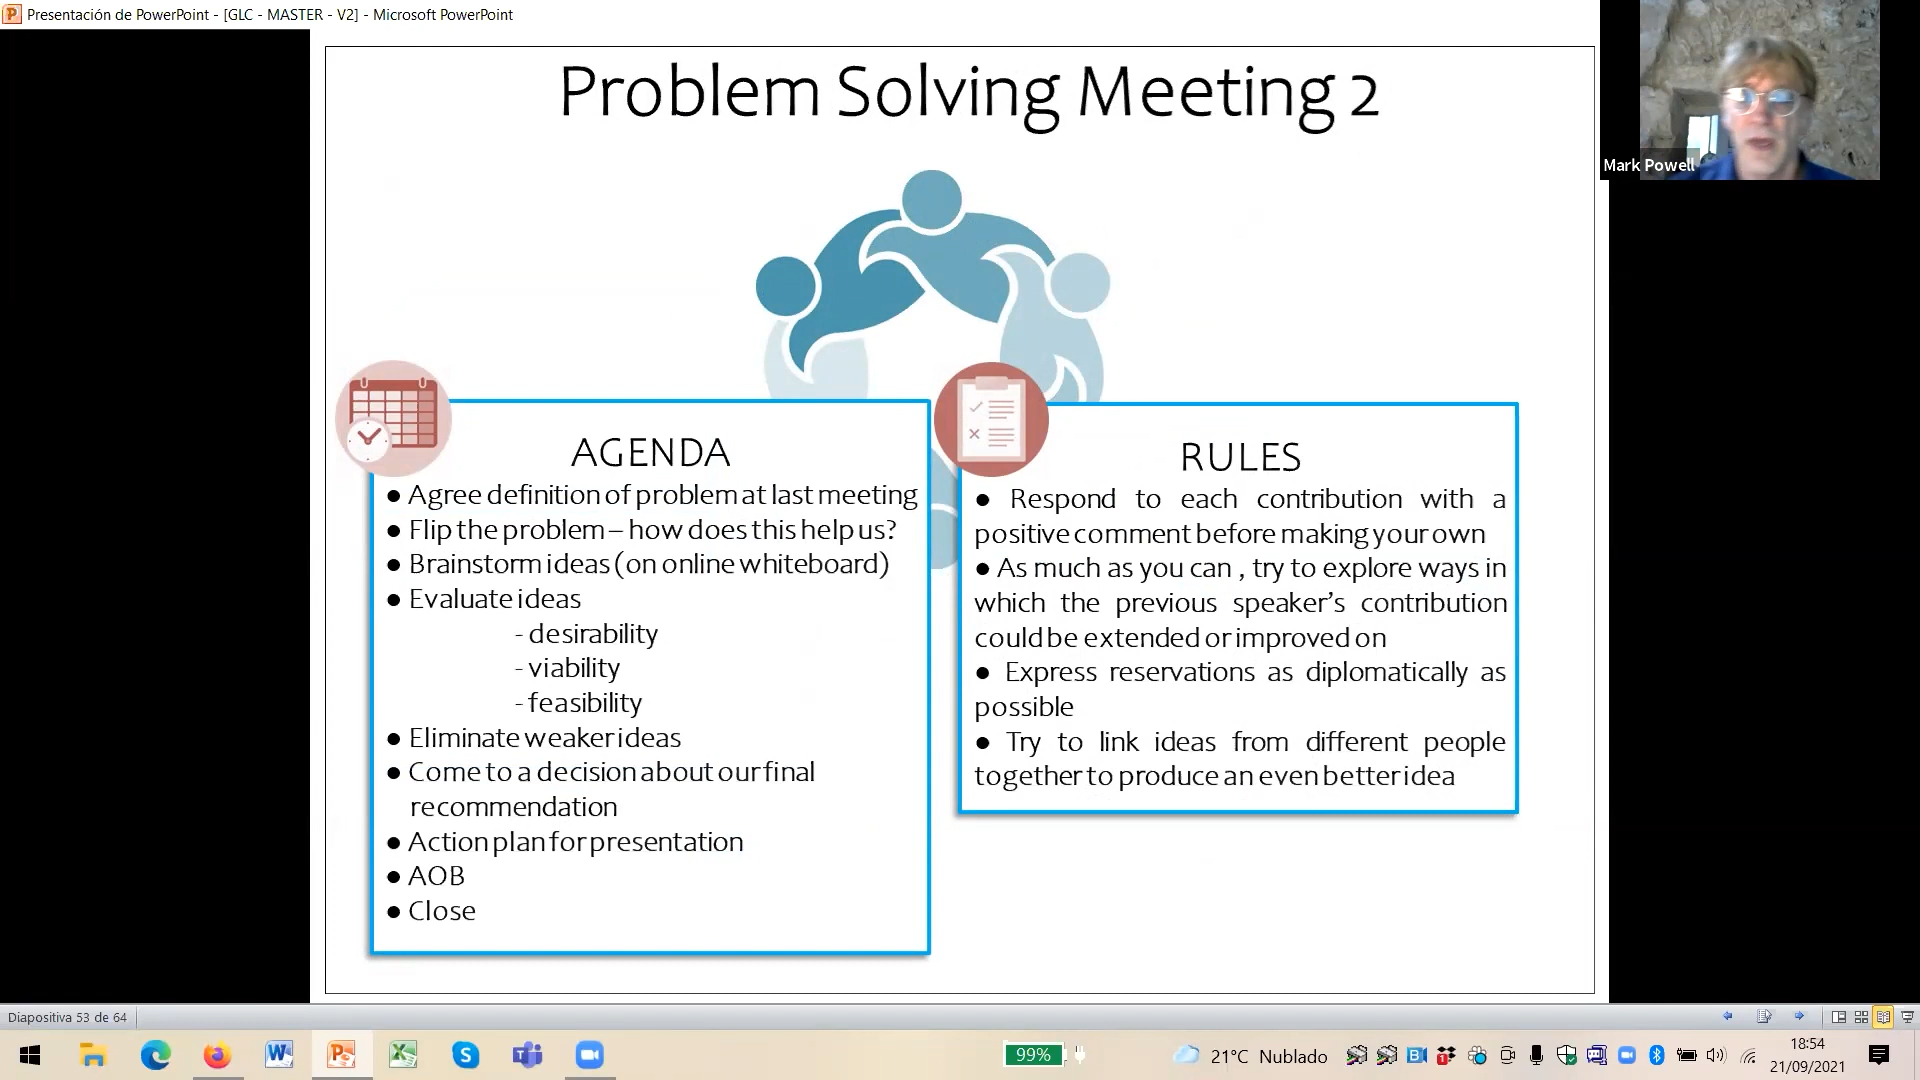 Presentación de PowerPoint - [GLC - MASTER - V2] - Microsoft PowerPoint
Problem Solving Meeting 2
Mark Powell
AGENDA
● Agree definition of problem at last meeting
● Flip the problem – how does this help us?
● Brainstorm ideas (on online whiteboard)
● Evaluate ideas
- desirability
- viability
- feasibility
● Eliminate weaker ideas
● Come to a decision about our final
recommendation
● Action plan for presentation
● AOB
● Close
RULES
● Respond to each contribution with a
positive comment before making your own
● As much as you can , try to explore ways in
which the previous speaker’s contribution
could be extended or improved on
● Express reservations as diplomatically as
possible
● Try to link ideas from different people
together to produce an even better idea
Diapositiva 53 de 64
99%
21°C Nublado
18:54
21/09/2021